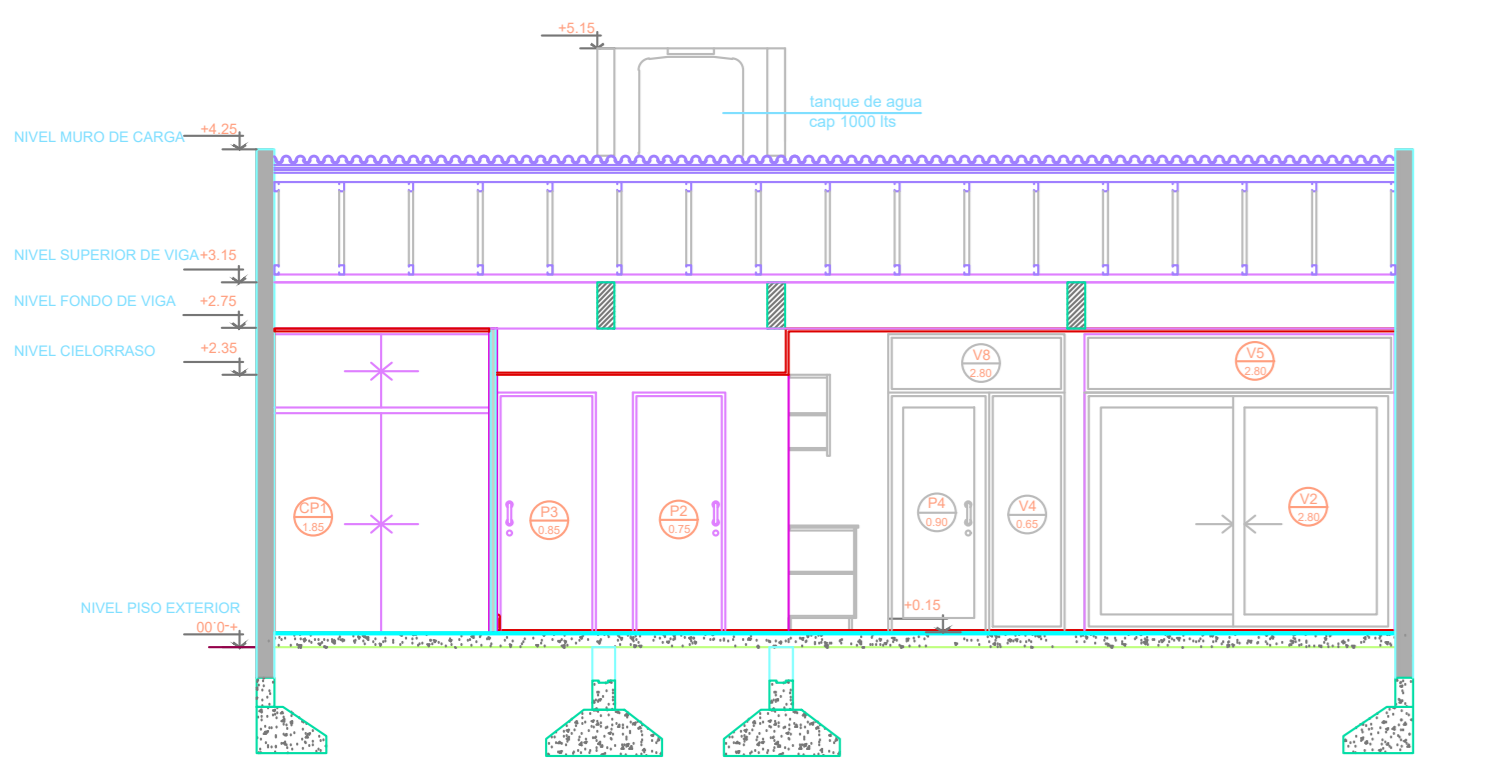 +5.15
tanque de agua
cap 1000 lts
NIVEL MURO DE CARGA
+4.25
NIVEL SUPERIOR DE VIGA
+3.15
NIVEL FONDO DE VIGA
+2.75
NIVEL CIELORRASO
+2.35
V8
2.80
V5
2.80
CP1
1.85
P3
0.85
P2
0.75
P4
0.90
V4
0.65
V2
2.80
+0.15
NIVEL PISO EXTERIOR
+-0.00